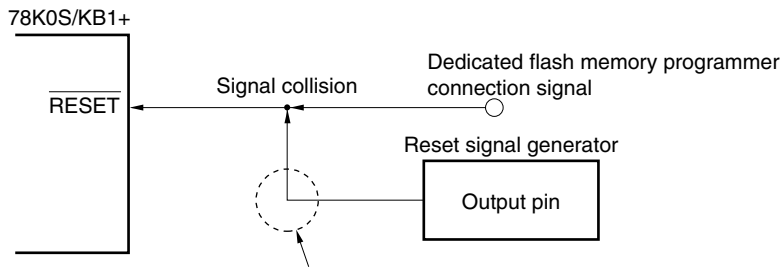 78K0S/KB1+
Dedicated flash memory programmer
connection signal
Signal collision
RESET
Reset signal generator
Output pin